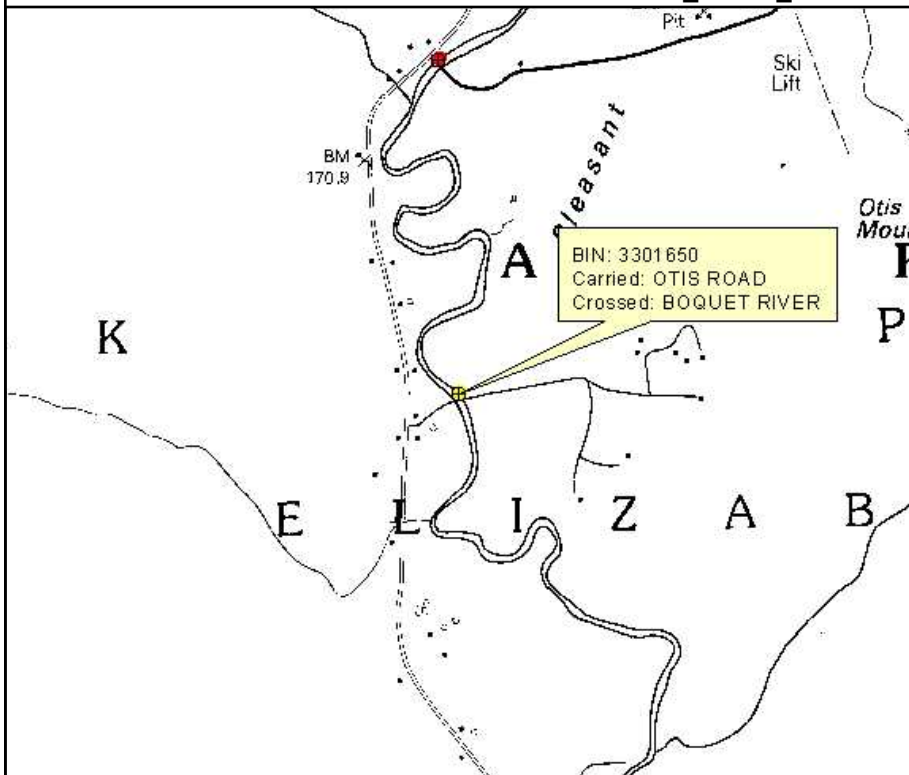 Pit
Ski
Lift
Pleasant
BM
170.9
Otis
Mou
A
BIN: 3301650
Carried: OTIS ROAD
Crossed: BOQUET RIVER
K
P
E L I Z A B